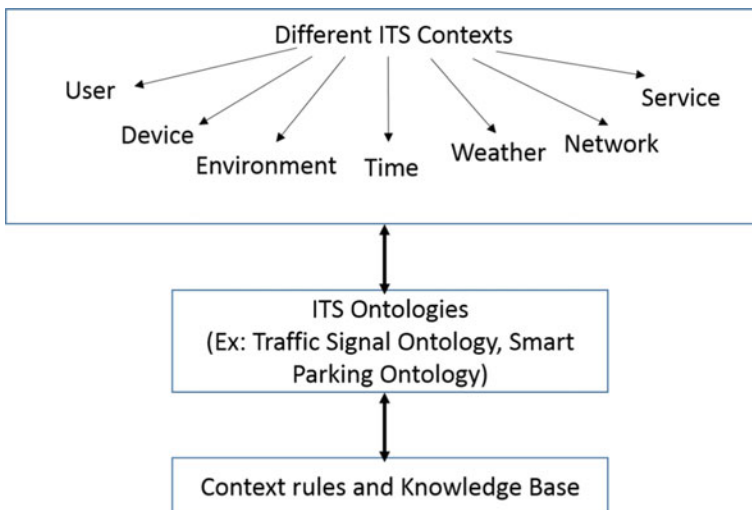 Different ITS Contexts
User
Device
Environment
Time
Weather
Network
Service
ITS Ontologies
(Ex: Traffic Signal Ontology, Smart
Parking Ontology)
Context rules and Knowledge Base